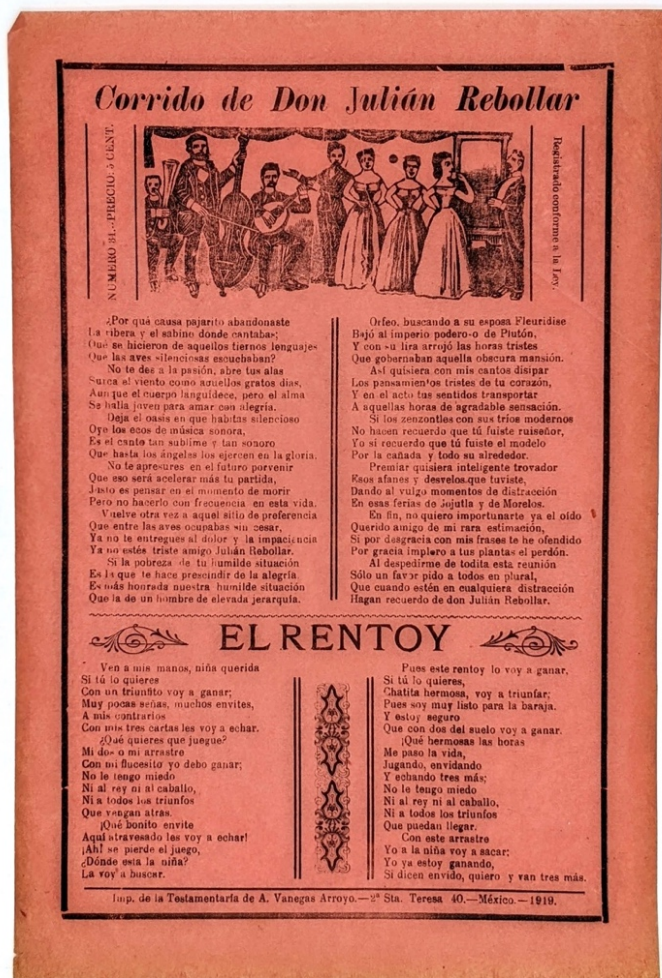 Corrido de Don Julián Rebollar
NUMERO 31.--PRECIO: 5 CENT.
Registrado conforme a la Ley.
¿Por qué causa pajarito abandonaste
La ribera y el sabino donde cantabas;
Qué se hicieron de aquellos tiernos lenguajes
Que las aves silenciosas escuchaban?
No te des a la pasión, abre tus alas
Surca el viento como aquellos gratos días,
Aunque el cuerpo languidece, pero el alma
Se halla joven para amar con alegría.
Deja el oasis en que habitas silencioso
Oye los ecos de música sonora,
Es el canto tan sublime y tan sonoro
Que hasta los ángeles los ejercen en la gloria.
No te apresures en el futuro porvenir
Que eso será acelerar más tu partida,
Justo es pensar en el momento de morir
Pero no hacerlo con frecuencia en esta vida.
Vuelve otra vez a aquel sitio de preferencia
Que entre las aves ocupabas sin cesar,
Ya no te entregues al dolor y la impaciencia
Ya no estés triste amigo Julián Rebollar.
Si la pobreza de tu humilde situación
Es la que te hace prescindir de la alegría
Es más honrada nuestra humilde situación
Que la de un hombre de elevada jerarquía.
Orfeo, buscando a su esposa Fleuridise
Bajó al imperio poderoso de Plutón,
Y con su lira arrojó las horas tristes
Que gobernaban aquella obscura mansión.
Así quisiera con mis cantos disipar
Los pensamientos tristes de tu corazón,
Y en el acto tus sentidos transportar
A aquellas horas de agradable sensación.
Si los zenzontles con sus tríos modernos
No hacen recuerdo que tú fuiste ruiseñor,
Yo sí recuerdo que tú fuiste el modelo
Por la cañada y todo su alrededor.
Premiar quisiera inteligente trovador
Esos afanes y desvelos que tuviste,
Dando al vulgo momentos de distracción
En esas ferias de Jojutla y de Morelos.
En fin, no quiero importunarte ya el oído
Querido amigo de mi rara estimación,
Si por desgracia con mis frases te he ofendido
Por gracia imploro a tus plantas el perdón.
Al despedirme de todita esta reunión
Sólo un favor pido a todos en plural,
Que cuando estén en cualquiera distracción
Hagan recuerdo de don Julián Rebollar.
EL RENTOY
Ven a mis manos, niña querida
Si tú lo quieres
Con un triunfito voy a ganar;
Muy pocas señas, muchos envites,
A mis contrarios
Con mis tres cartas les voy a echar.
¿Qué quieres que juegue?
Mi dos o mi arrastre
Con mi flucesito yo debo ganar;
No le tengo miedo
Ni al rey ni al caballo,
Ni a todos los triunfos
Que vengan atrás.
¡Qué bonito envite
Aquí atravesado les voy a echar!
¡Ah! se pierde el juego,
¿Dónde esta la niña?
La voy a buscar.
Pues este rentoy lo voy a ganar,
Si tú lo quieres,
Chatita hermosa, voy a triunfar;
Pues soy muy listo para la baraja.
Y estoy seguro
Que con dos del suelo voy a ganar.
¡Qué hermosas las horas
Me paso la vida,
Jugando, envidando
Y echando tres más;
No le tengo miedo
Ni al rey ni al caballo,
Ni a todos los triunfos
Que puedan llegar.
Con este arrastre
Yo a la niña voy a sacar;
Yo ya estoy ganando,
Si dicen envido, quiero y van tres más.
Imp. de la Testamentaría de A. Vanegas Arroyo.—2ª Sta. Teresa 40.—México.—1919.